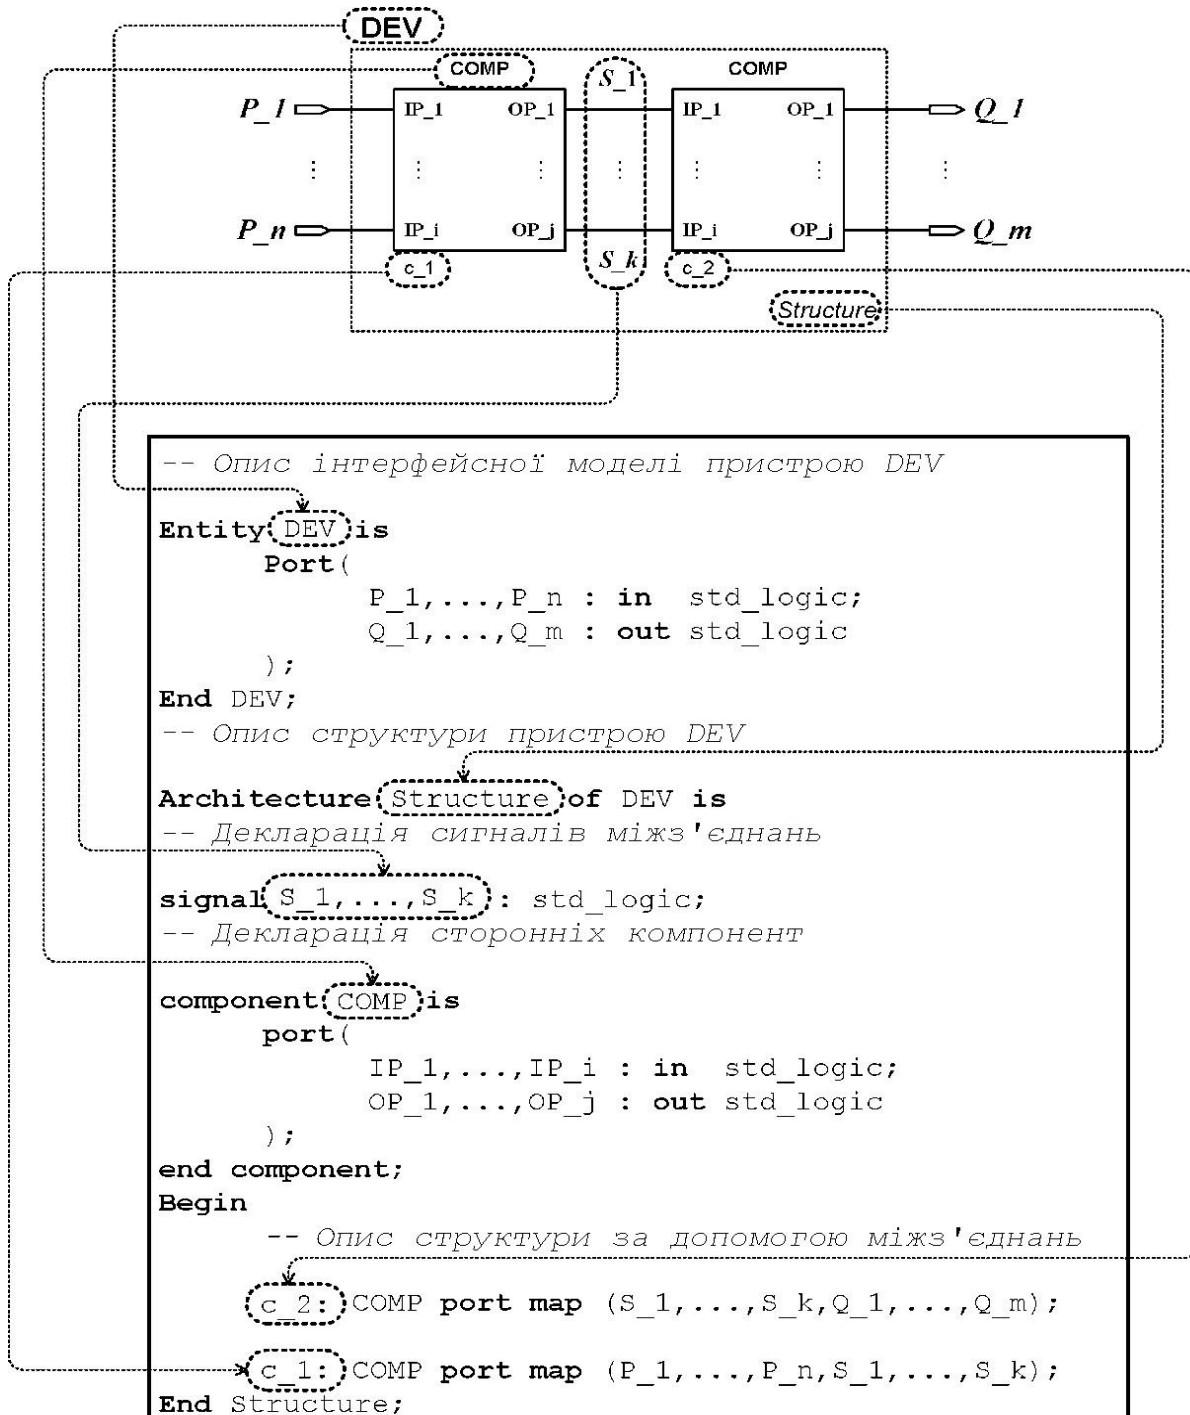 DEV
COMP S_1 COMP
P_1 IP_1 OP_1 IP_1 OP_1 Q_1
P_n IP_i OP_j IP_i OP_j Q_m
c_1 S_k c_2
Structure
-- Опис інтерфейсної моделі пристрою DEV
Entity DEV is
Port(
P_1,...,P_n : in std_logic;
Q_1,...,Q_m : out std_logic
);
End DEV;
-- Опис структури пристрою DEV
Architecture Structure of DEV is
-- Декларація сигналів міжз'єднань
signal S_1,...,S_k : std_logic;
-- Декларація сторонніх компонент
component COMP is
port(
IP_1,...,IP_i : in std_logic;
OP_1,...,OP_j : out std_logic
);
end component;
Begin
-- Опис структури за допомогою міжз'єднань
c_2: COMP port map (S_1,...,S_k,Q_1,...,Q_m);
c_1: COMP port map (P_1,...,P_n,S_1,...,S_k);
End Structure;